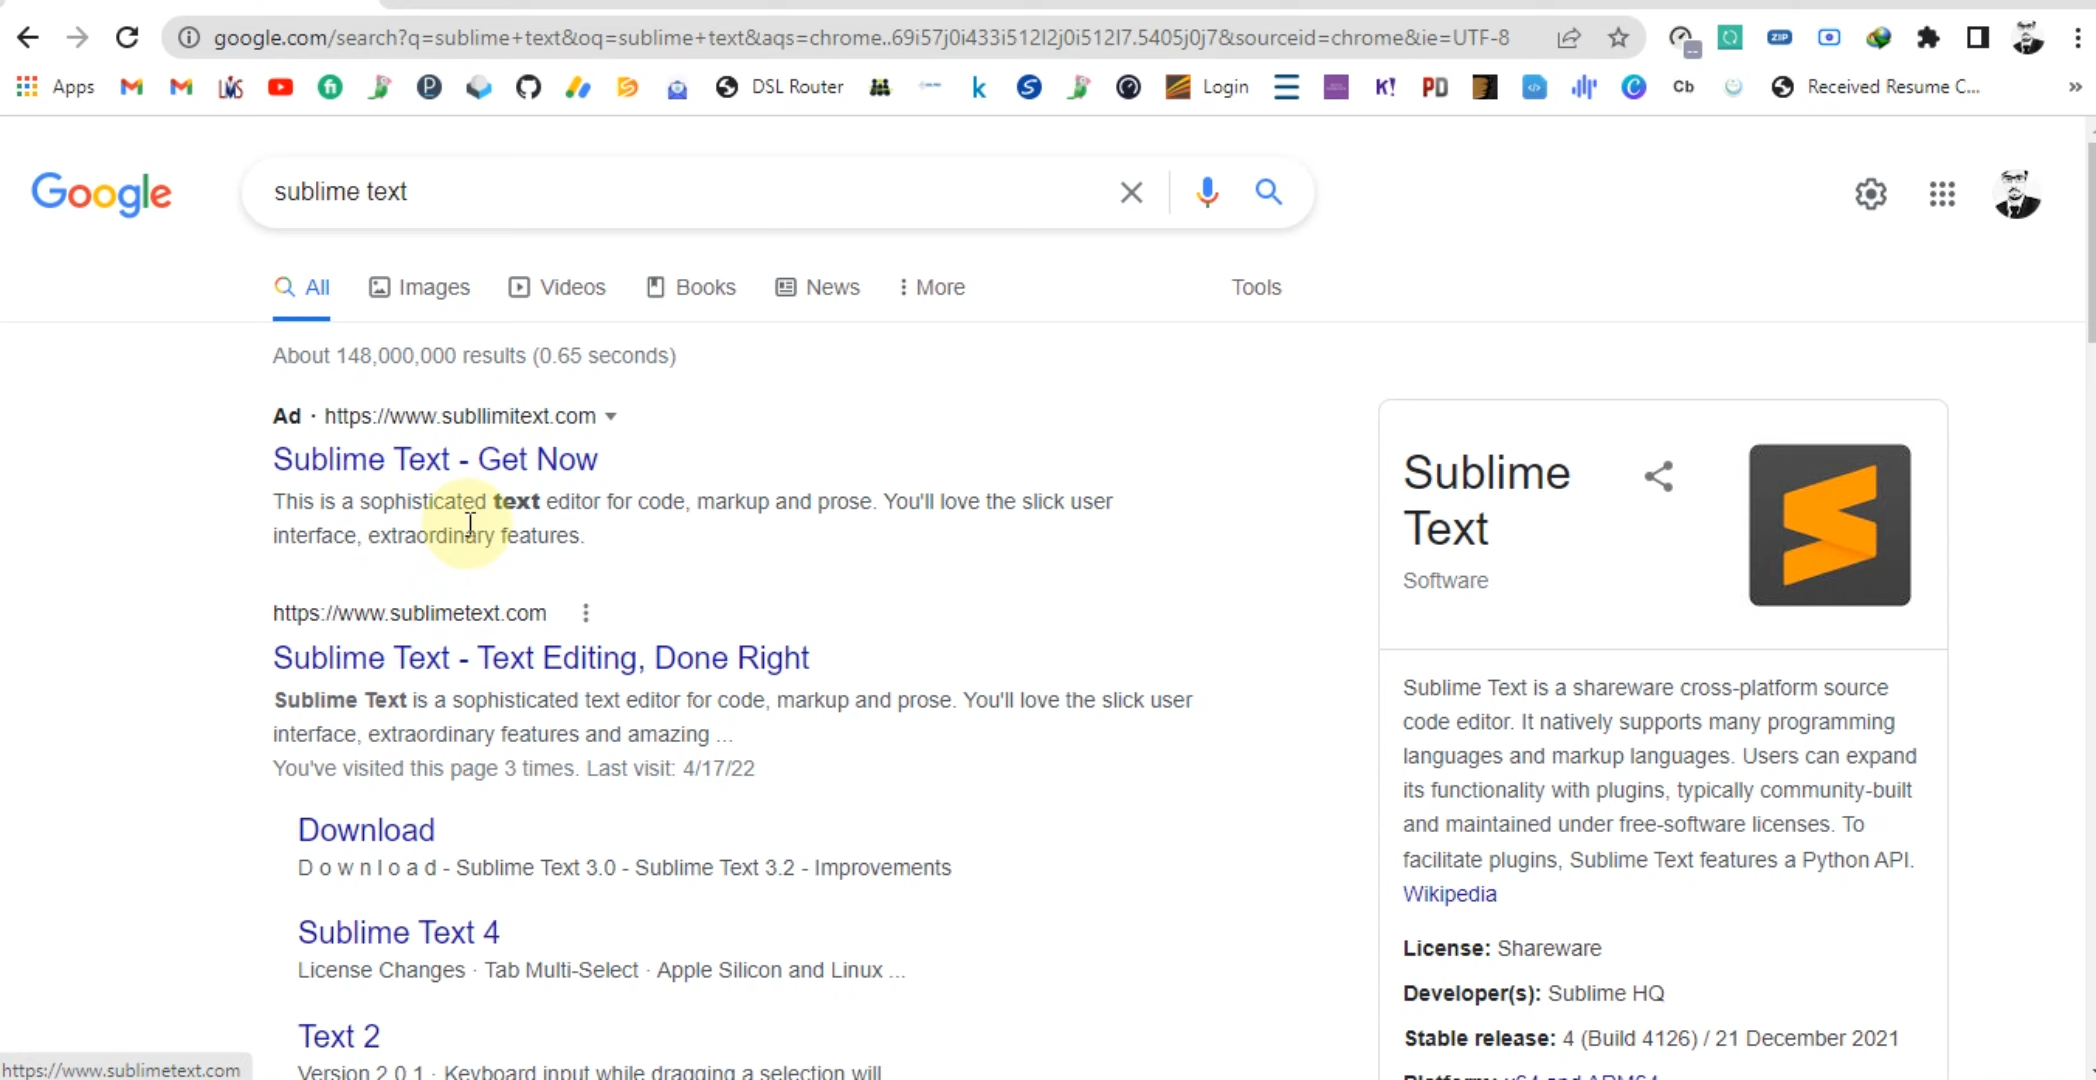 google.com/search?q=sublime+text&oq=sublime+text&aqs=chrome..69i57j0i433i512l2j0i512l7.5405j0j7&sourceid=chrome&ie=UTF-8
ZIP
Apps
LMS
fi
P
DSL Router
k
S
Login
K!
PD
C
Cb
Received Resume C...
»
Google
sublime text
All
Images
Videos
Books
News
More
Tools
About 148,000,000 results (0.65 seconds)
Ad · https://www.subllimitext.com
Sublime Text - Get Now
This is a sophisticated text editor for code, markup and prose. You'll love the slick user
interface, extraordinary features.
https://www.sublimetext.com
Sublime Text - Text Editing, Done Right
Sublime Text is a sophisticated text editor for code, markup and prose. You'll love the slick user
interface, extraordinary features and amazing ...
You've visited this page 3 times. Last visit: 4/17/22
Download
D o w n l o a d - Sublime Text 3.0 - Sublime Text 3.2 - Improvements
Sublime Text 4
License Changes · Tab Multi-Select · Apple Silicon and Linux ...
Text 2
Version 2.0.1 · Keyboard input while dragging a selection will
https://www.sublimetext.com
Sublime
Text
Software
Sublime Text is a shareware cross-platform source
code editor. It natively supports many programming
languages and markup languages. Users can expand
its functionality with plugins, typically community-built
and maintained under free-software licenses. To
facilitate plugins, Sublime Text features a Python API.
Wikipedia
License: Shareware
Developer(s): Sublime HQ
Stable release: 4 (Build 4126) / 21 December 2021
Platform: x64 and ARM64